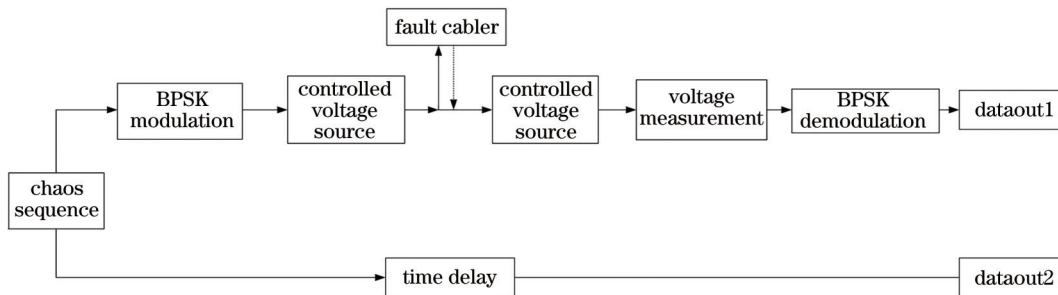 fault cabler
BPSK
modulation
controlled
voltage
source
controlled
voltage
source
voltage
measurement
BPSK
demodulation
dataout1
chaos
sequence
time delay
dataout2